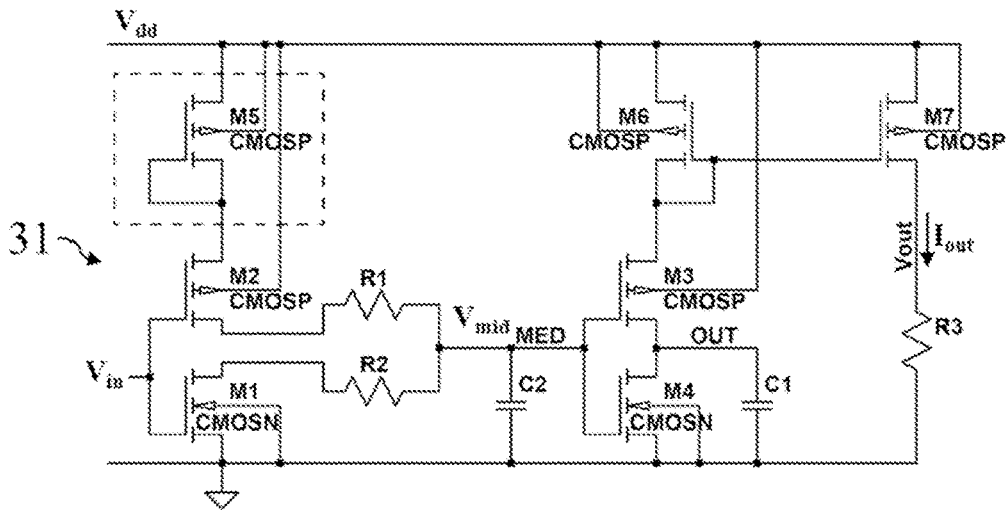 Vdd
M5
CMOSP
M6
CMOSP
M7
CMOSP
31
M2
CMOSP
R1
M3
CMOSP
Vout
Iout
Vmid
MED
OUT
R3
Vin
R2
M1
CMOSN
C2
M4
CMOSN
C1